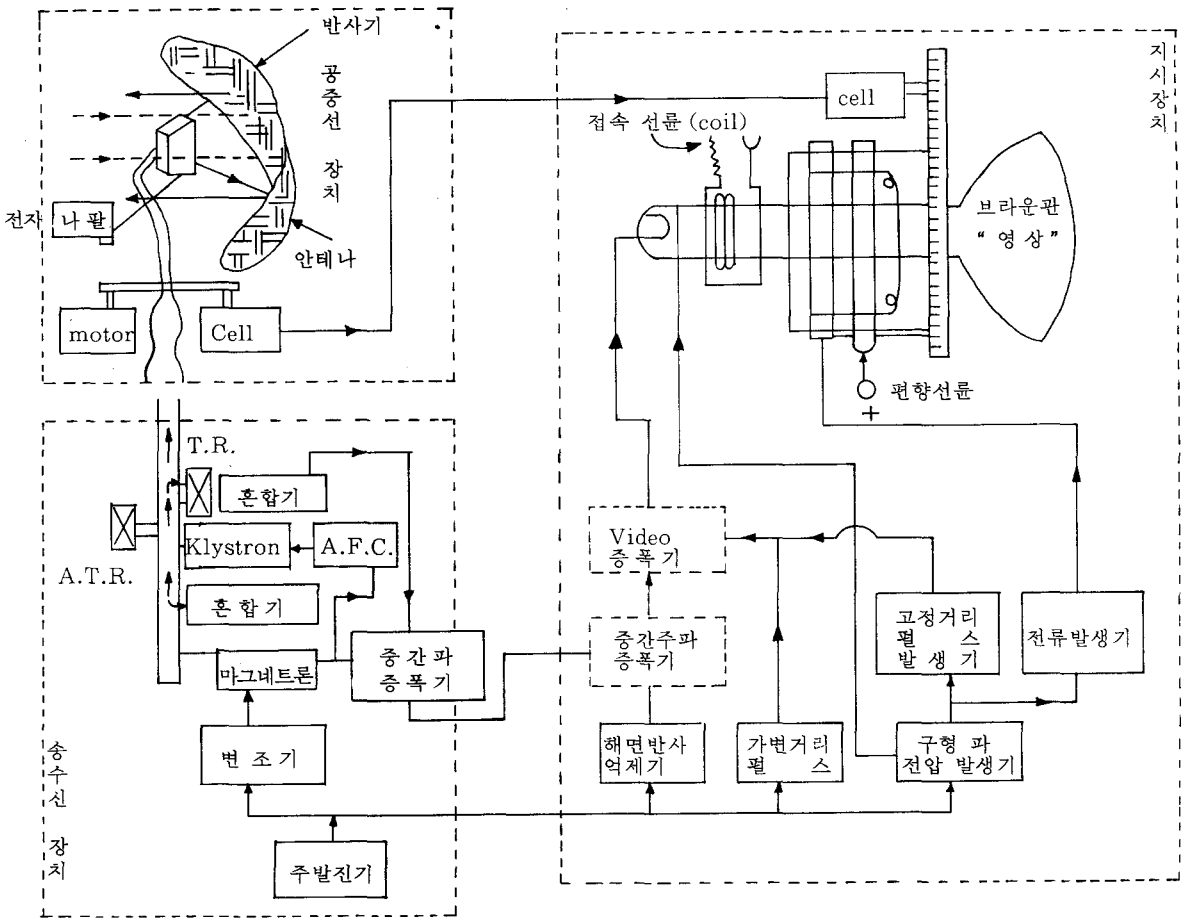 반사기
공중선 장치
전자 나팔
안테나
motor
Cell
cell
접속 선륜 (coil)
지시장치
브라운관
“영상”
편향선륜
+
T.R.
혼합기
Klystron
A.F.C.
A.T.R.
혼합기
마그네트론
중간파
증폭기
변조기
주발진기
송수신 장치
Video
증폭기
중간주파
증폭기
해면반사
억제기
가변거리
펄스
고정거리
펄스
발생기
전류발생기
구형파
전압 발생기